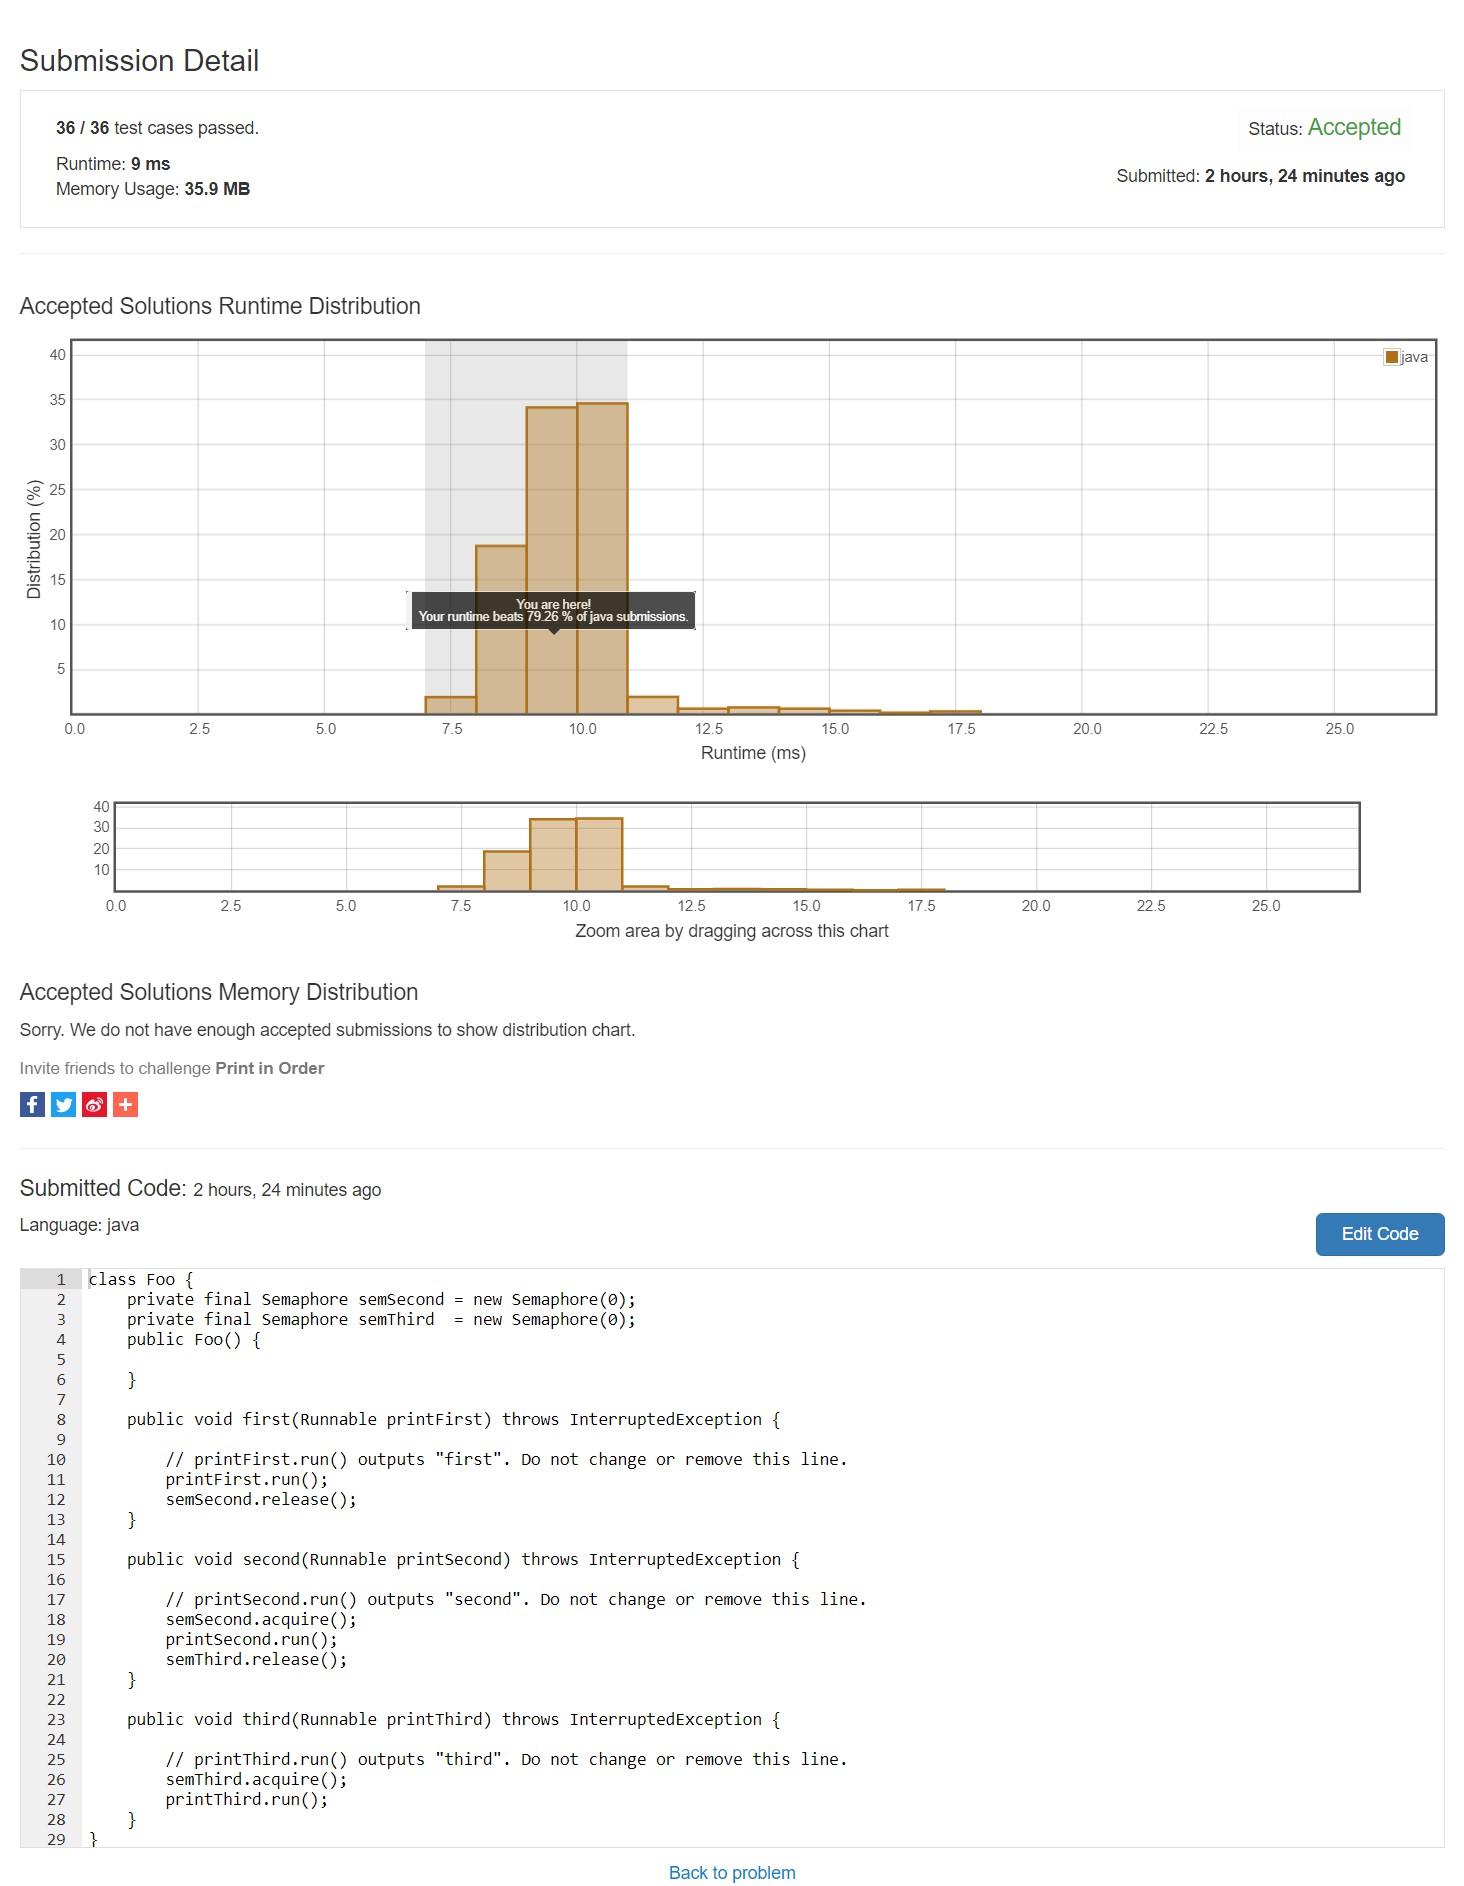 Submission Detail
36 / 36 test cases passed.
Status: Accepted
Runtime: 9 ms
Memory Usage: 35.9 MB
Submitted: 2 hours, 24 minutes ago
Accepted Solutions Runtime Distribution
40
35
30
25
20
15
10
5
Distribution (%)
java
You are here!
Your runtime beats 79.26 % of java submissions.
0.0 2.5 5.0 7.5 10.0 12.5 15.0 17.5 20.0 22.5 25.0
Runtime (ms)
40
30
20
10
0.0 2.5 5.0 7.5 10.0 12.5 15.0 17.5 20.0 22.5 25.0
Zoom area by dragging across this chart
Accepted Solutions Memory Distribution
Sorry. We do not have enough accepted submissions to show distribution chart.
Invite friends to challenge Print in Order
Submitted Code: 2 hours, 24 minutes ago
Language: java
Edit Code
1 class Foo {
2     private final Semaphore semSecond = new Semaphore(0);
3     private final Semaphore semThird  = new Semaphore(0);
4     public Foo() {
5
6     }
7
8     public void first(Runnable printFirst) throws InterruptedException {
9
10         // printFirst.run() outputs "first". Do not change or remove this line.
11         printFirst.run();
12         semSecond.release();
13     }
14
15     public void second(Runnable printSecond) throws InterruptedException {
16
17         // printSecond.run() outputs "second". Do not change or remove this line.
18         semSecond.acquire();
19         printSecond.run();
20         semThird.release();
21     }
22
23     public void third(Runnable printThird) throws InterruptedException {
24
25         // printThird.run() outputs "third". Do not change or remove this line.
26         semThird.acquire();
27         printThird.run();
28     }
29 }
Back to problem